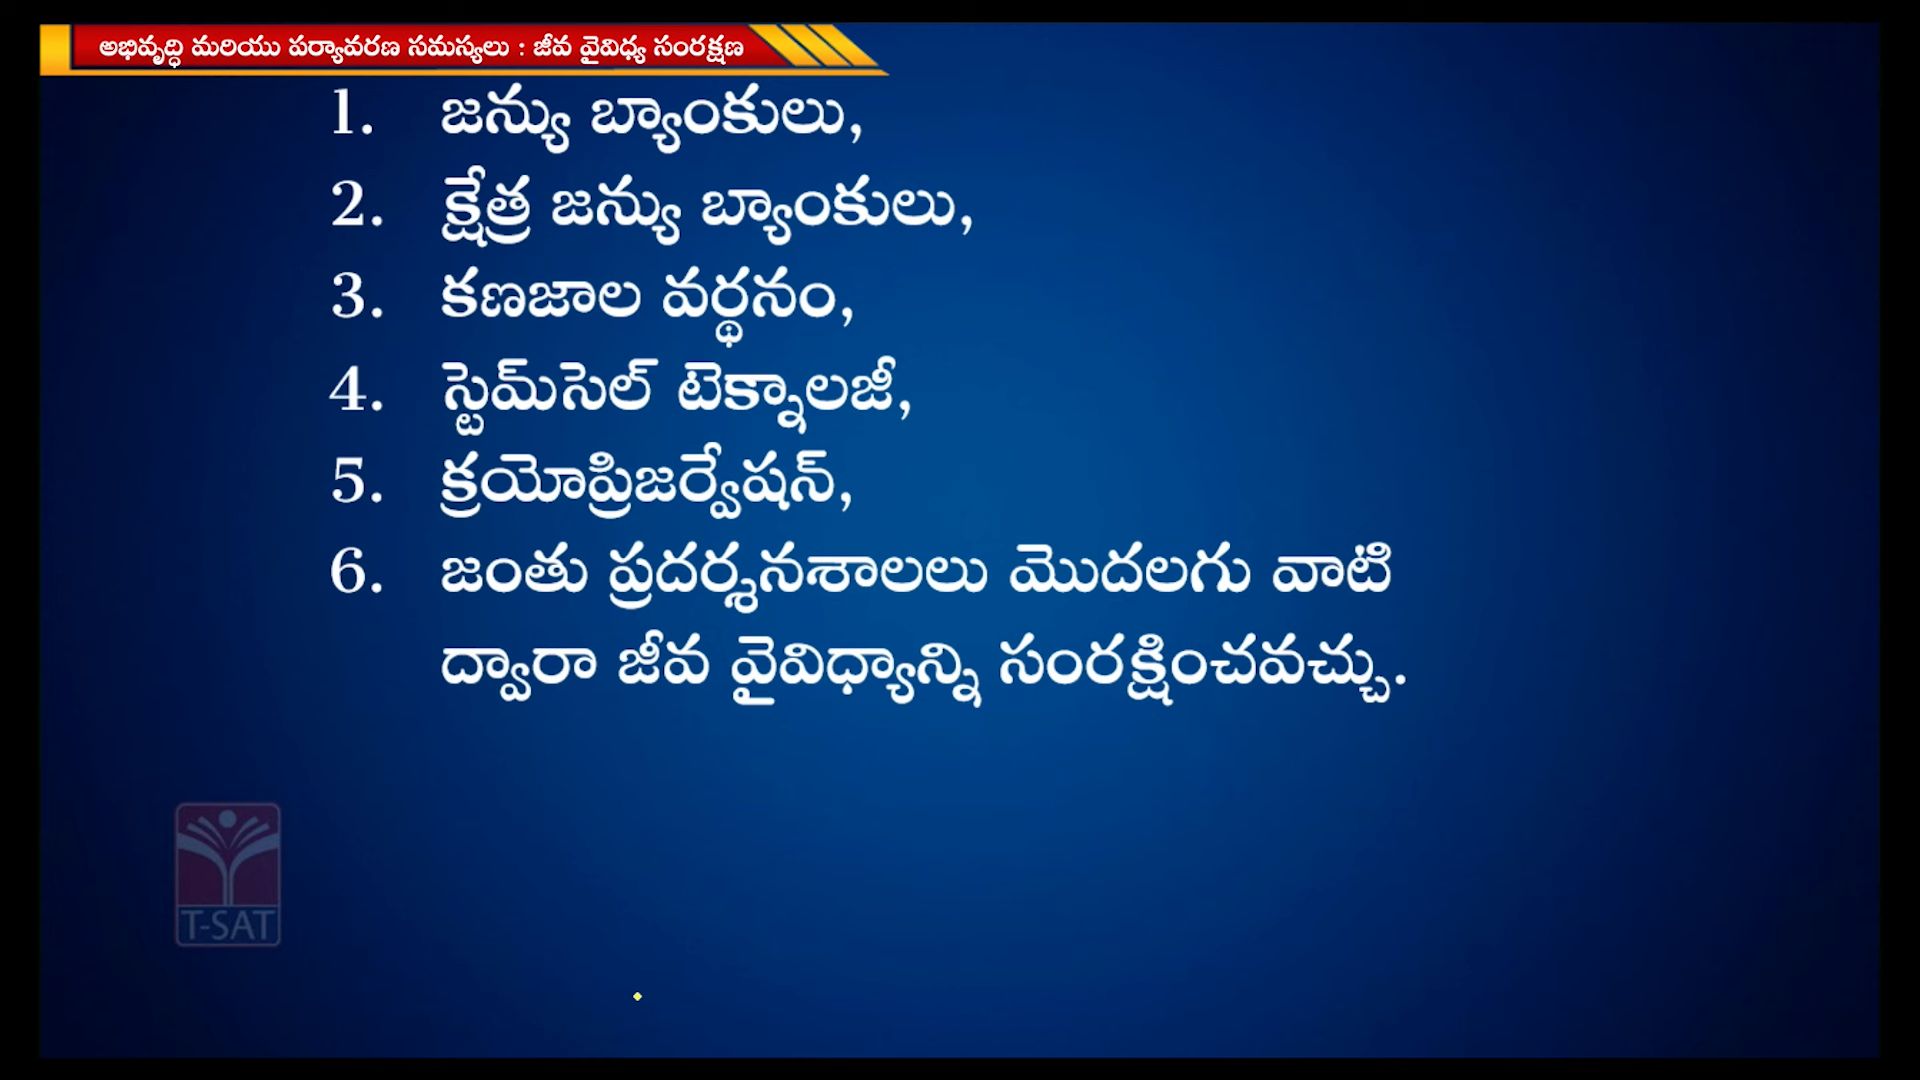 అభివృద్ధి మరియు పర్యావరణ సమస్యలు : జీవ వైవిధ్య సంరక్షణ
1. జన్యు బ్యాంకులు,
2. క్షేత్ర జన్యు బ్యాంకులు,
3. కణజాల వర్థనం,
4. స్టెమ్‌సెల్ టెక్నాలజీ,
5. క్రయోప్రిజర్వేషన్,
6. జంతు ప్రదర్శనశాలలు మొదలగు వాటి
ద్వారా జీవ వైవిధ్యాన్ని సంరక్షించవచ్చు.
T-SAT